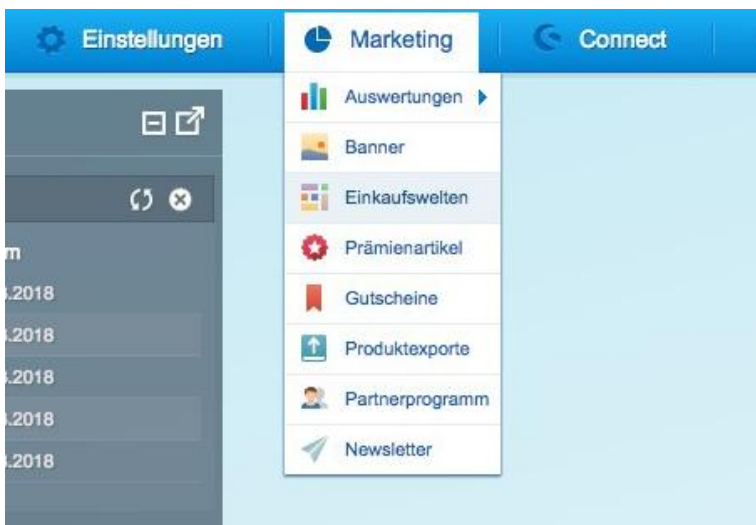 Einstellungen
Marketing
Connect
Auswertungen
Banner
Einkaufswelten
Prämienartikel
Gutscheine
Produktexporte
Partnerprogramm
Newsletter
m
.2018
.2018
.2018
.2018
.2018